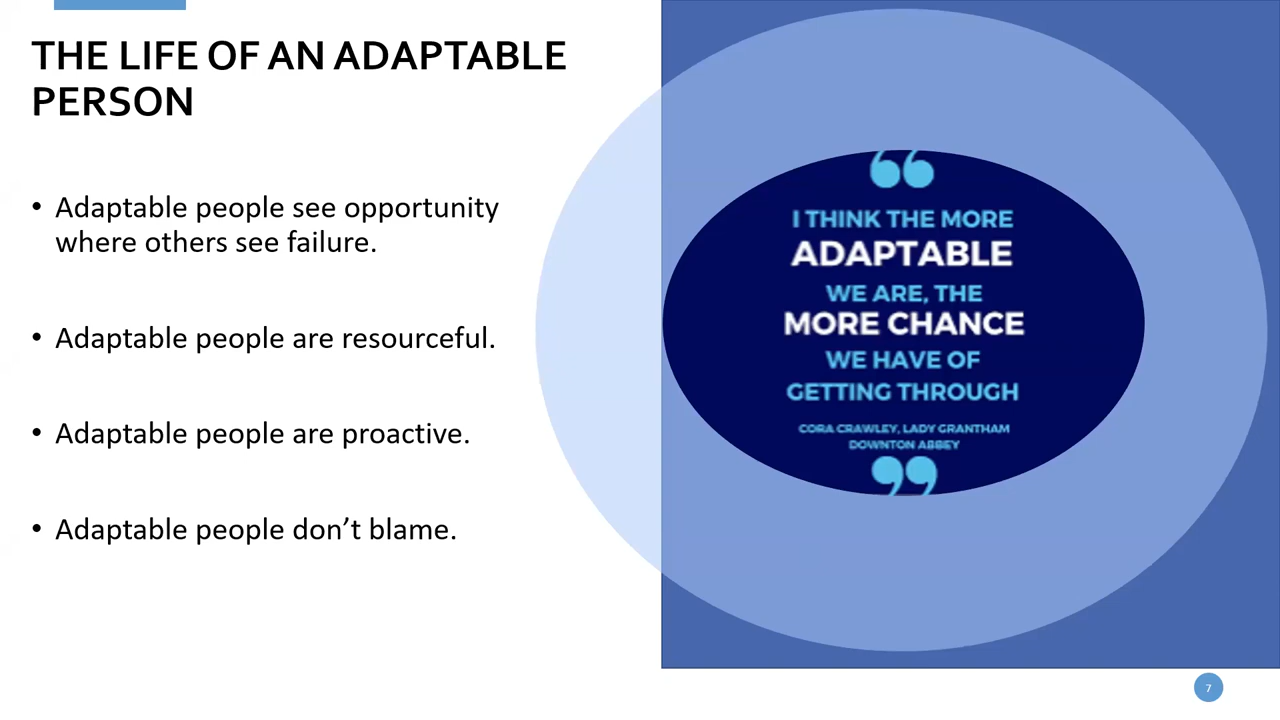 THE LIFE OF AN ADAPTABLE
PERSON
• Adaptable people see opportunity
where others see failure.
• Adaptable people are resourceful.
• Adaptable people are proactive.
• Adaptable people don’t blame.
“
I THINK THE MORE
ADAPTABLE
WE ARE, THE
MORE CHANCE
WE HAVE OF
GETTING THROUGH
CORA CRAWLEY, LADY GRANTHAM
DOWNTON ABBEY
”
7